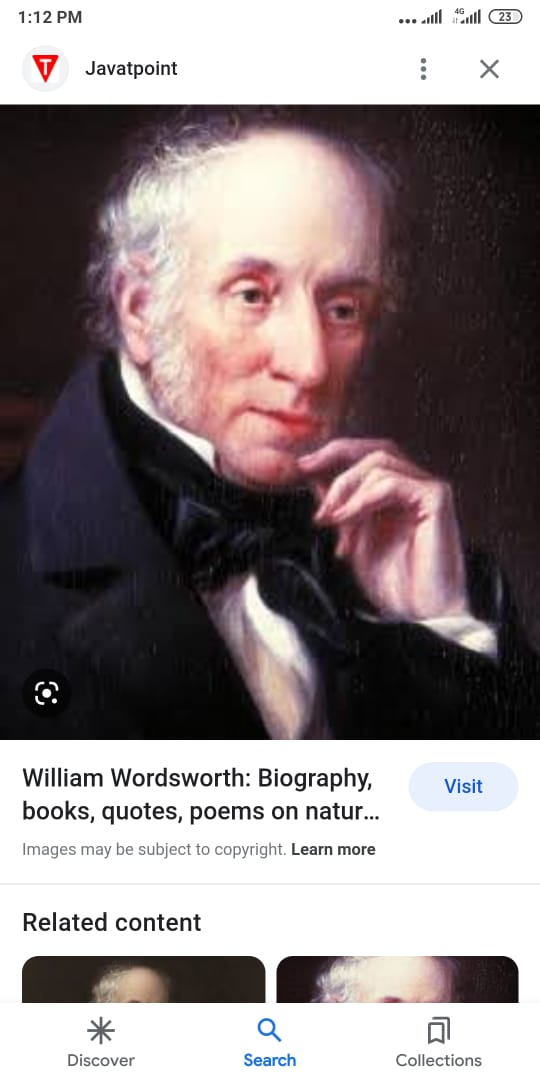 1:12 PM
4G
23
T
Javatpoint
William Wordsworth: Biography,
books, quotes, poems on natur...
Visit
Images may be subject to copyright. Learn more
Related content
Discover
Search
Collections